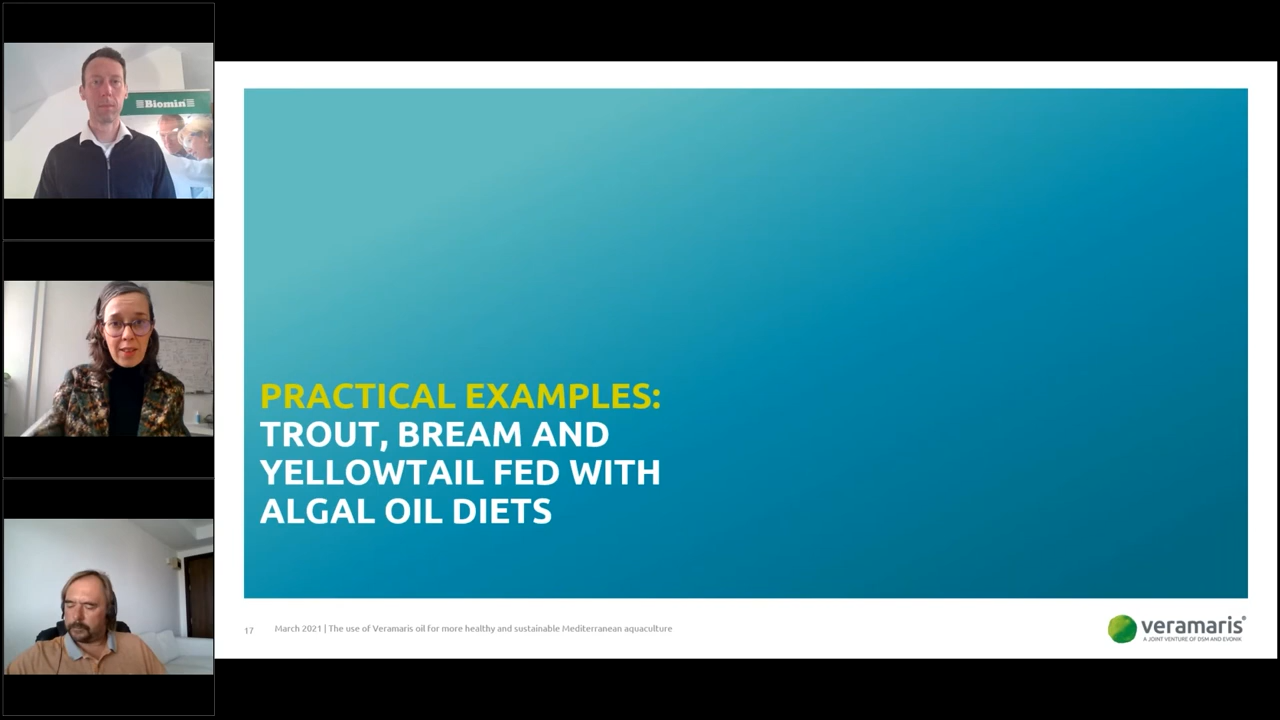 Biomin
PRACTICAL EXAMPLES:
TROUT, BREAM AND
YELLOWTAIL FED WITH
ALGAL OIL DIETS
17
March 2021 | The use of Veramaris oil for more healthy and sustainable Mediterranean aquaculture
veramaris®
A JOINT VENTURE OF DSM AND EVONIK